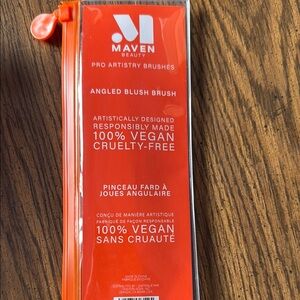 MAVEN
BEAUTY
PRO ARTISTRY BRUSHES
ANGLED BLUSH BRUSH
ARTISTICALLY DESIGNED
RESPONSIBLY MADE
100% VEGAN
CRUELTY-FREE
PINCEAU FARD À
JOUES ANGULAIRE
CONÇU DE MANIÈRE ARTISTIQUE
FABRIQUÉ DE FAÇON RESPONSABLE
100% VEGAN
SANS CRUAUTÉ